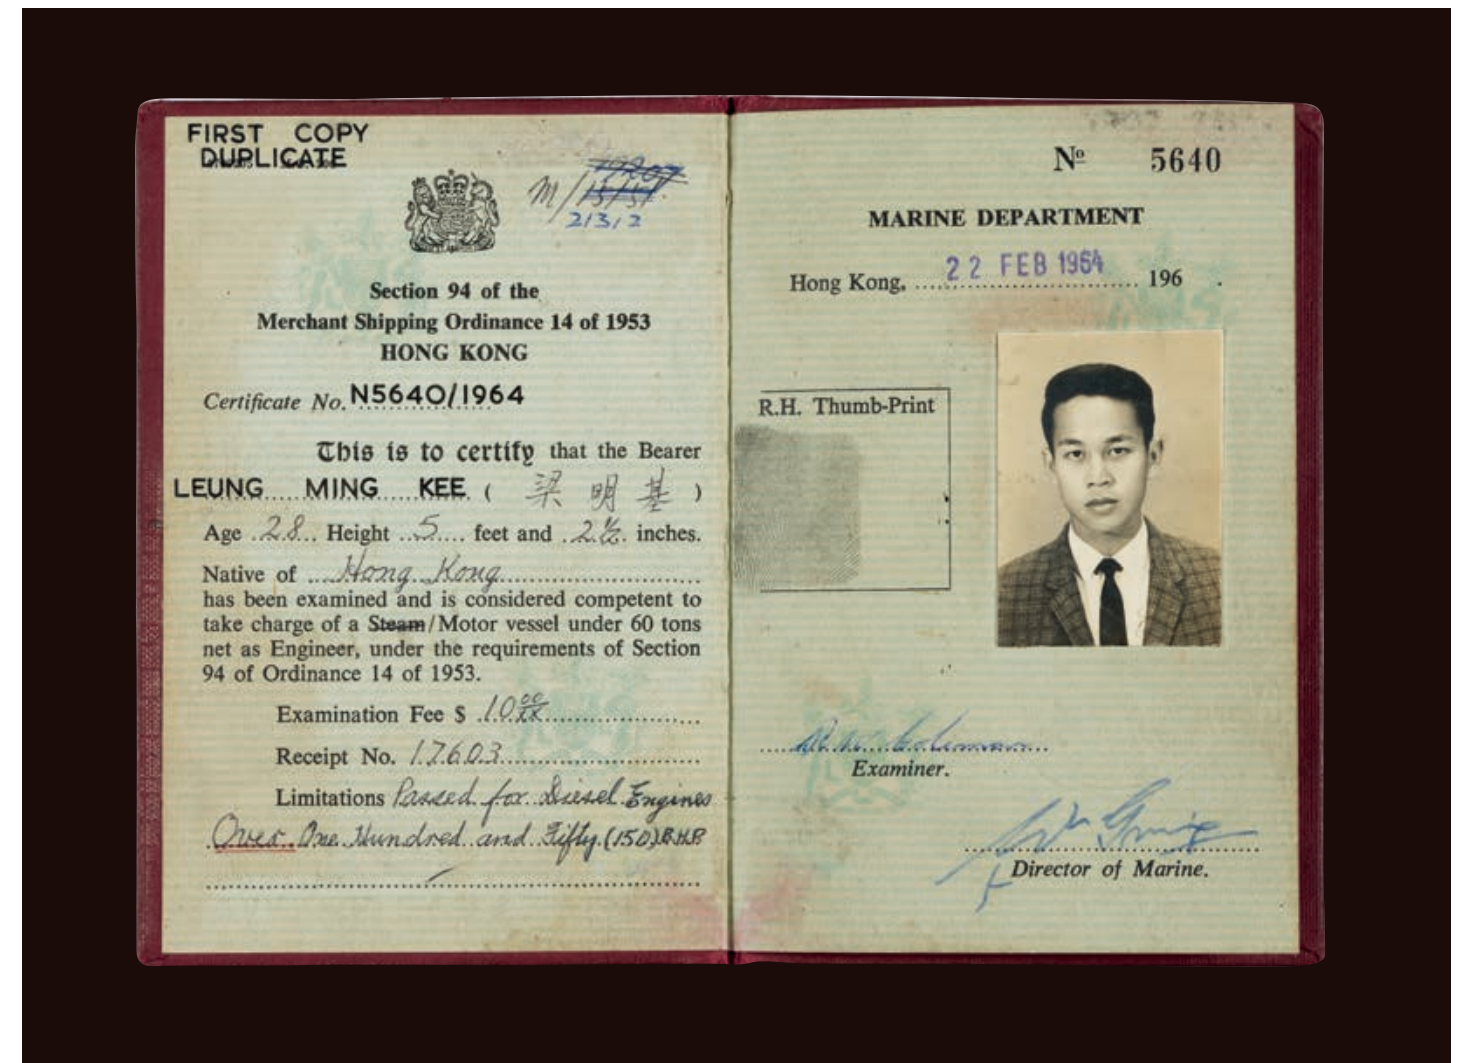 FIRST COPY
DUPLICATE
M/
21312
Section 94 of the
Merchant Shipping Ordinance 14 of 1953
HONG KONG
Certificate No. N5640/1964
This is to certify that the Bearer
LEUNG MING KEE ( 梁 明 基 )
Age 28 Height 5 feet and 2½ inches.
Native of Hong Kong
has been examined and is considered competent to
take charge of a Steam/Motor vessel under 60 tons
net as Engineer, under the requirements of Section
94 of Ordinance 14 of 1953.
Examination Fee $ 10 00/xx
Receipt No. 17603
Limitations Passed for Diesel Engines
Over One Hundred and Fifty (150) B.H.P.
Nº 5640
MARINE DEPARTMENT
Hong Kong, 22 FEB 1964 196 .
R.H. Thumb-Print
Coleman
Examiner.
Director of Marine.